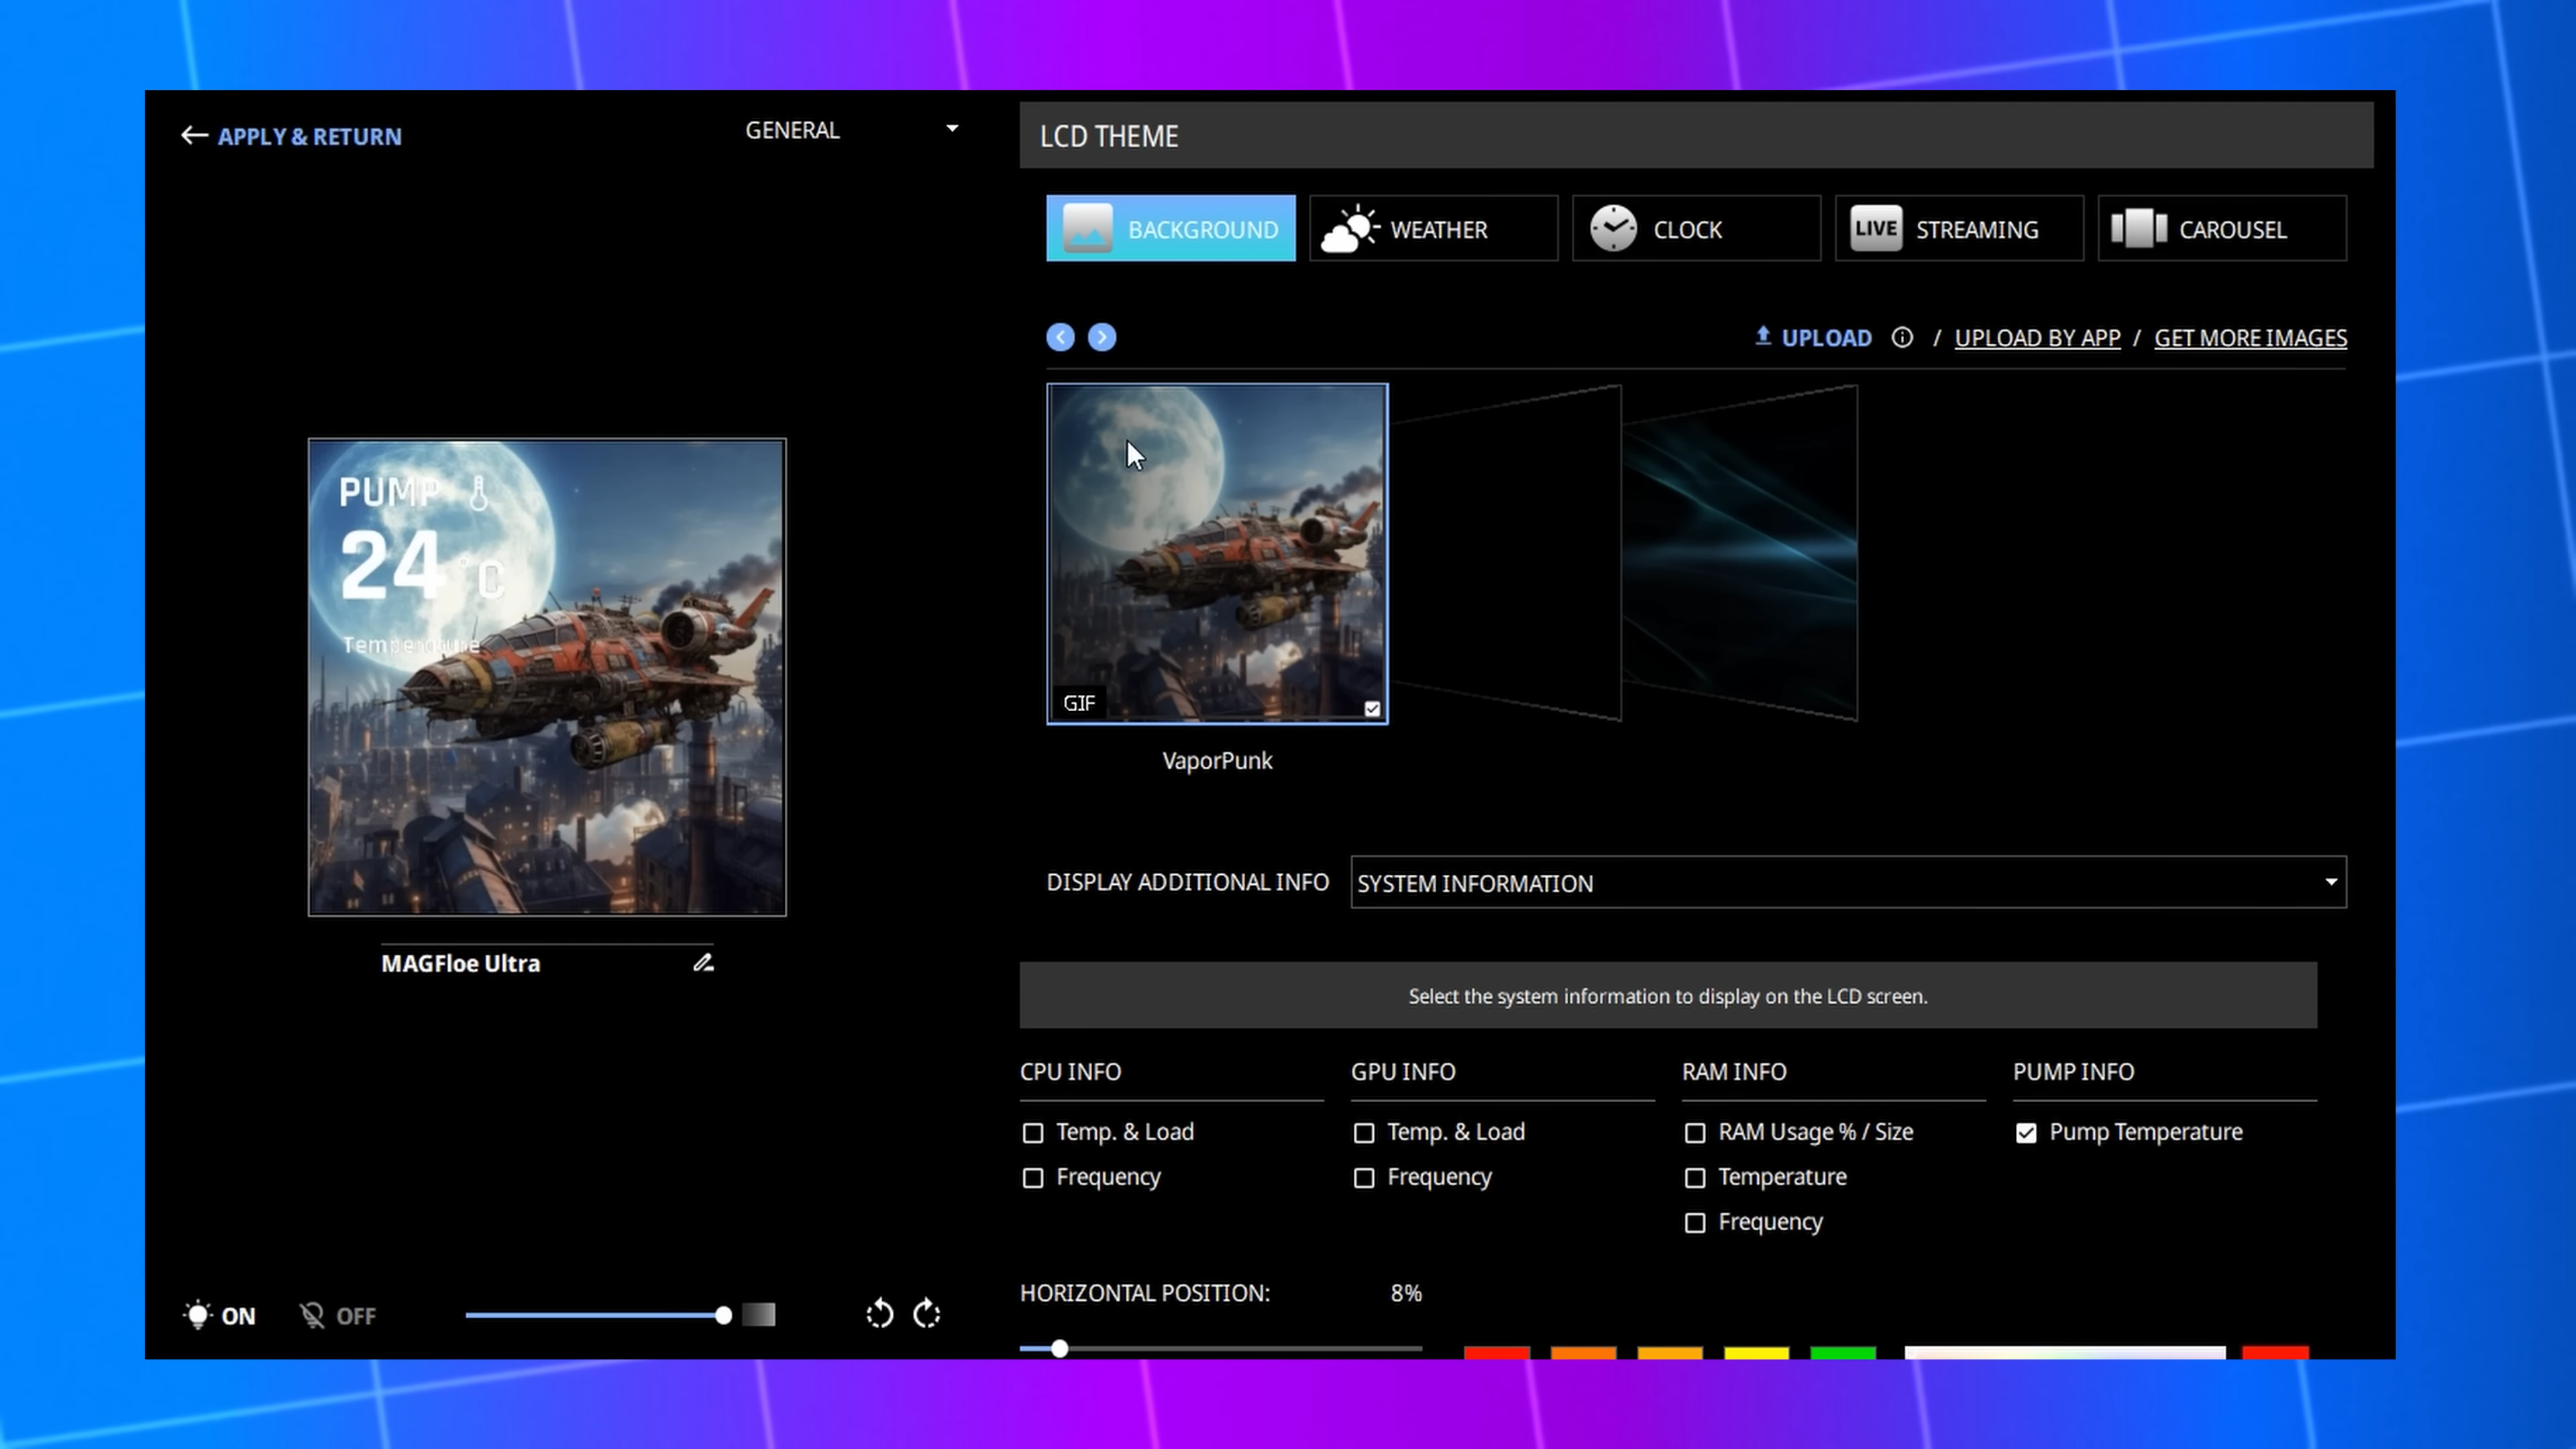 APPLY & RETURN
GENERAL
PUMP
24 °C
Temperature
MAGFloe Ultra
ON
OFF
LCD THEME
BACKGROUND
WEATHER
CLOCK
LIVE STREAMING
CAROUSEL
UPLOAD / UPLOAD BY APP / GET MORE IMAGES
GIF
VaporPunk
DISPLAY ADDITIONAL INFO
SYSTEM INFORMATION
Select the system information to display on the LCD screen.
CPU INFO
Temp. & Load
Frequency
GPU INFO
Temp. & Load
Frequency
RAM INFO
RAM Usage % / Size
Temperature
Frequency
PUMP INFO
Pump Temperature
HORIZONTAL POSITION: 8%